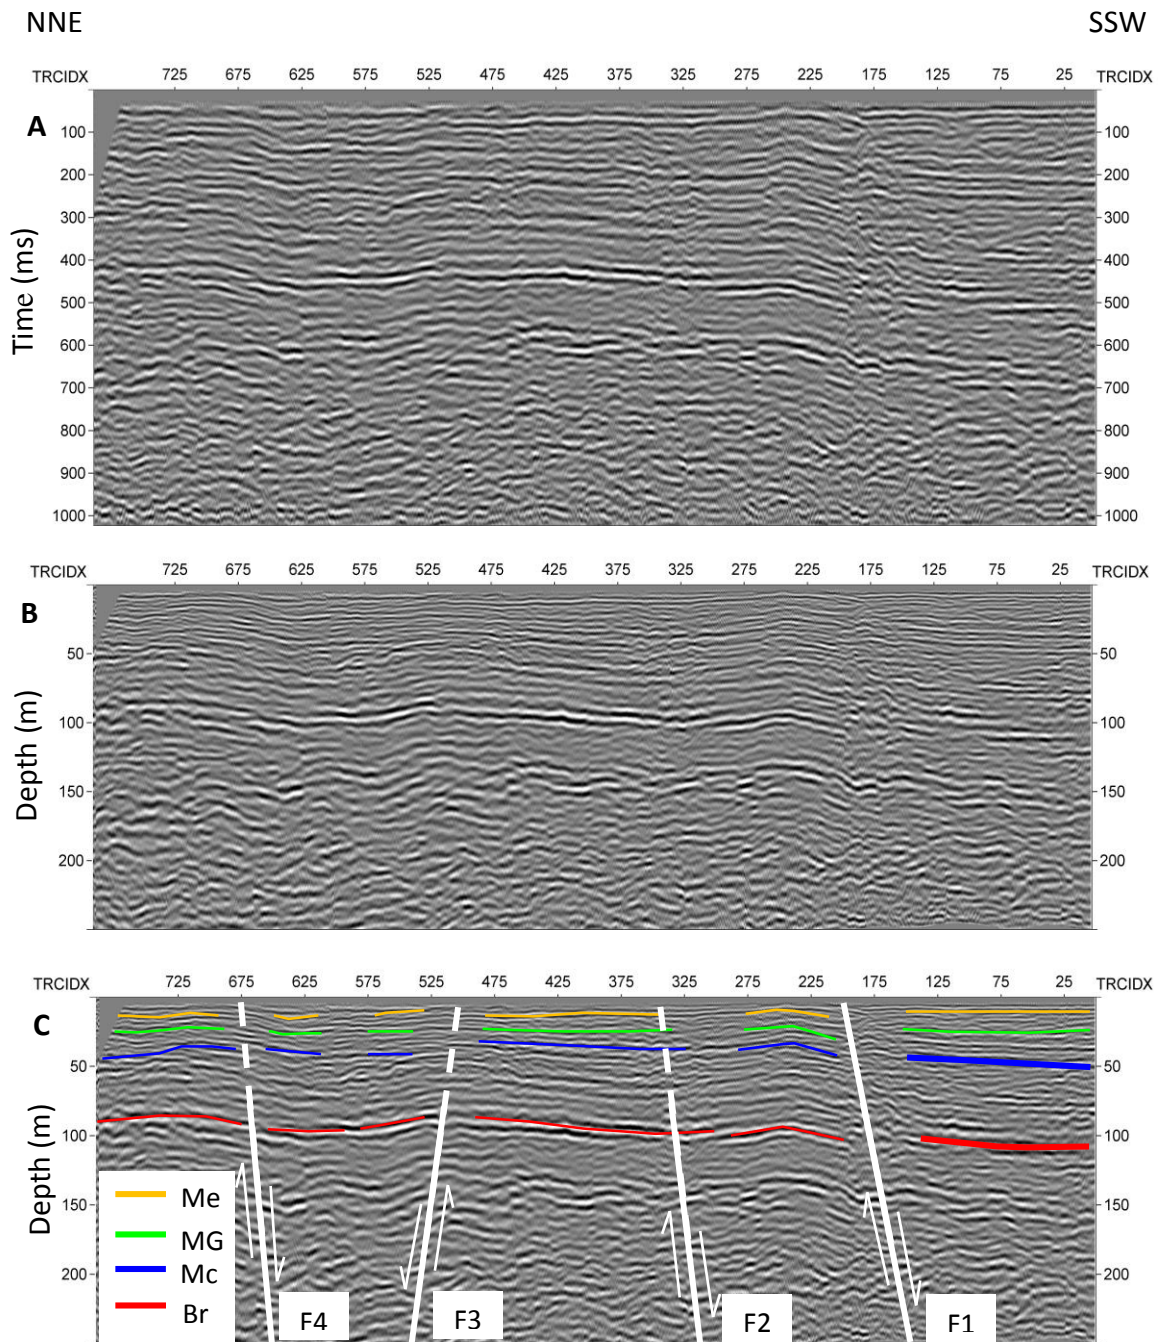 NNE SSW
TRCIDX 725 675 625 575 525 475 425 375 325 275 225 175 125 75 25 TRCIDX
A
100 100
200 200
300 300
400 400
500 500
600 600
700 700
800 800
900 900
1000 1000
Time (ms)
TRCIDX 725 675 625 575 525 475 425 375 325 275 225 175 125 75 25 TRCIDX
B
50 50
100 100
150 150
200 200
Depth (m)
TRCIDX 725 675 625 575 525 475 425 375 325 275 225 175 125 75 25 TRCIDX
C
50 50
100 100
150 150
200 200
Depth (m)
Me
MG
Mc
Br
F4 F3 F2 F1